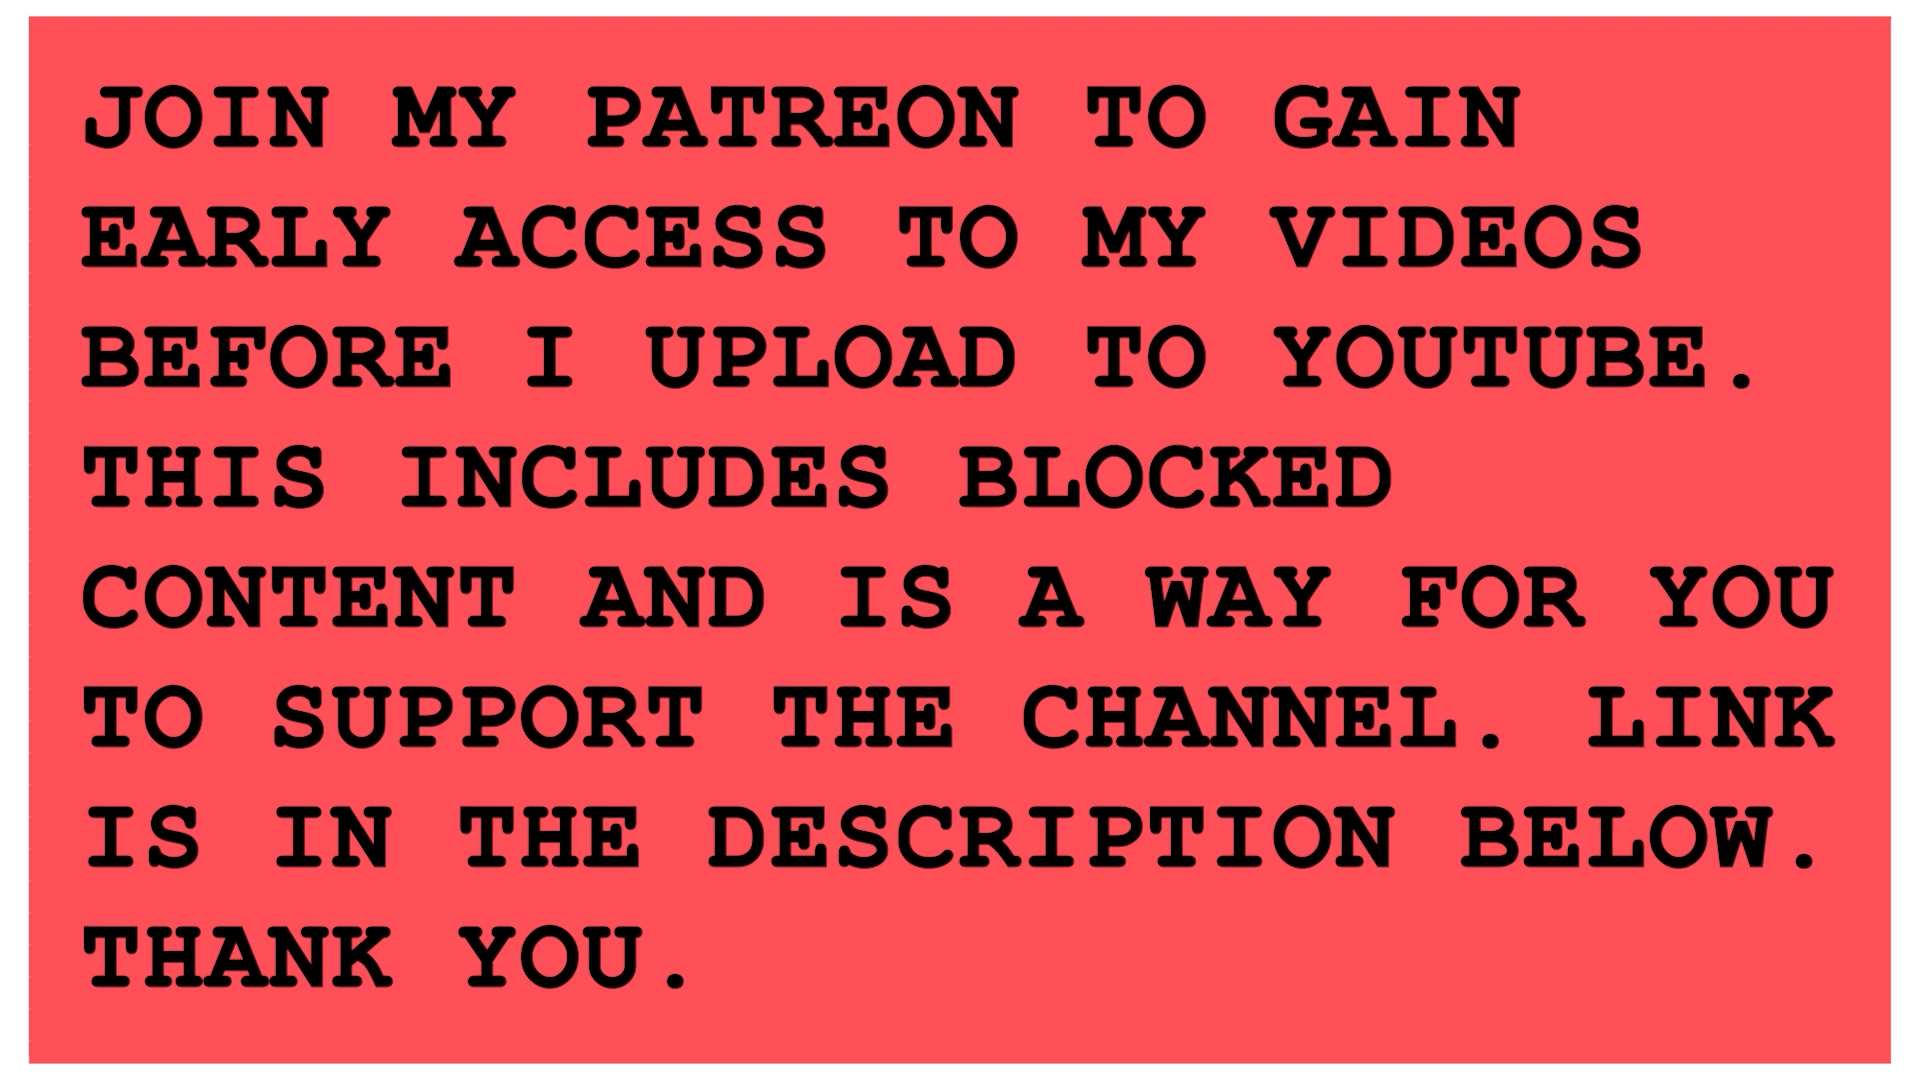 JOIN MY PATREON TO GAIN
EARLY ACCESS TO MY VIDEOS
BEFORE I UPLOAD TO YOUTUBE.
THIS INCLUDES BLOCKED
CONTENT AND IS A WAY FOR YOU
TO SUPPORT THE CHANNEL. LINK
IS IN THE DESCRIPTION BELOW.
THANK YOU.